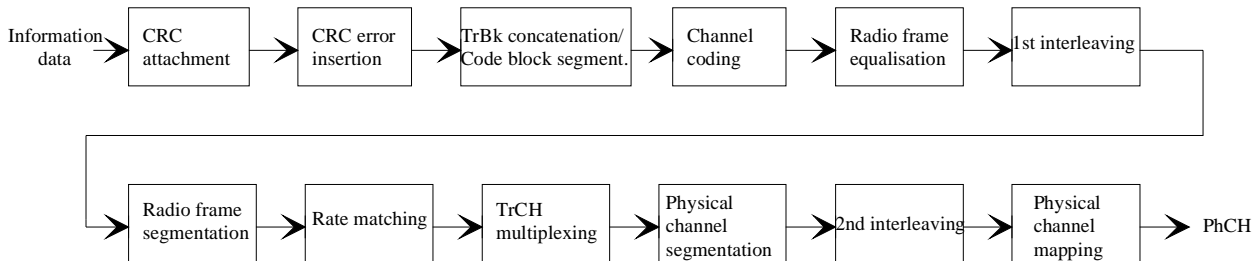 Information
data
CRC
attachment
CRC error
insertion
TrBk concatenation/
Code block segment.
Channel
coding
Radio frame
equalisation
1st interleaving
Radio frame
segmentation
Rate matching
TrCH
multiplexing
Physical
channel
segmentation
2nd interleaving
Physical
channel
mapping
PhCH